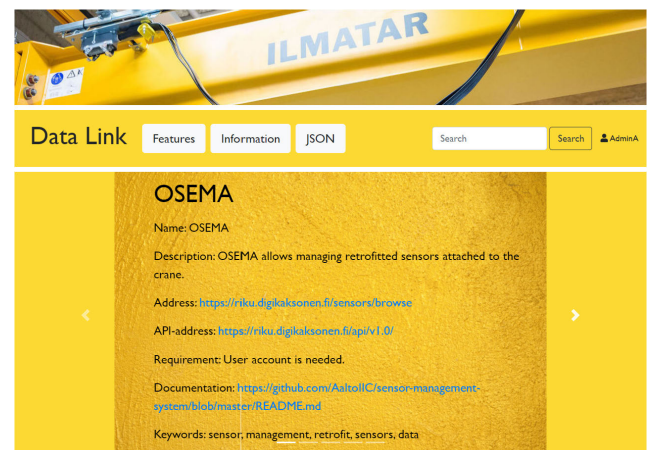 ILMATAR
Data Link
Features
Information
JSON
Search
Search
AdminA
OSEMA
Name: OSEMA
Description: OSEMA allows managing retrofitted sensors attached to the
crane.
Address: https://riku.digikaksonen.fi/sensors/browse
API-address: https://riku.digikaksonen.fi/api/v1.0/
Requirement: User account is needed.
Documentation: https://github.com/AaltoIIC/sensor-management-
system/blob/master/README.md
Keywords: sensor, management, retrofit, sensors, data